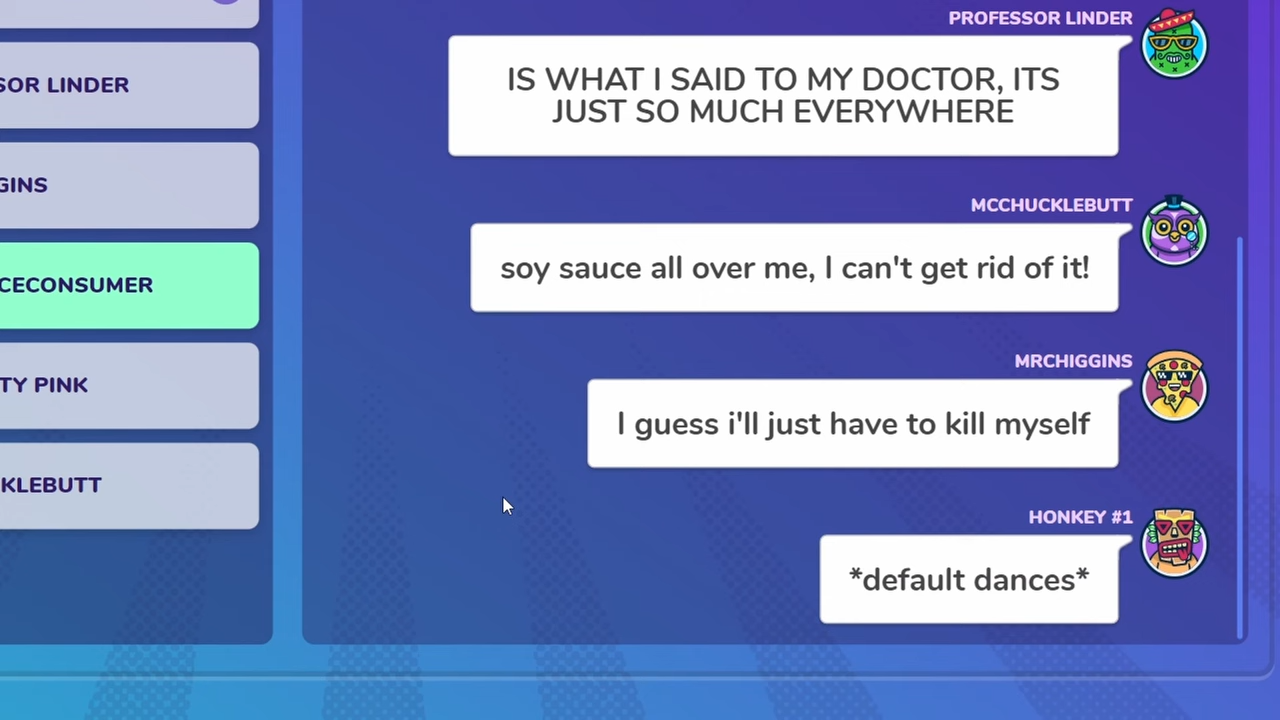 SOR LINDER
GINS
CECONSUMER
TY PINK
KLEBUTT
PROFESSOR LINDER
IS WHAT I SAID TO MY DOCTOR, ITS
JUST SO MUCH EVERYWHERE
MCCHUCKLEBUTT
soy sauce all over me, I can't get rid of it!
MRCHIGGINS
I guess i'll just have to kill myself
HONKEY #1
*default dances*